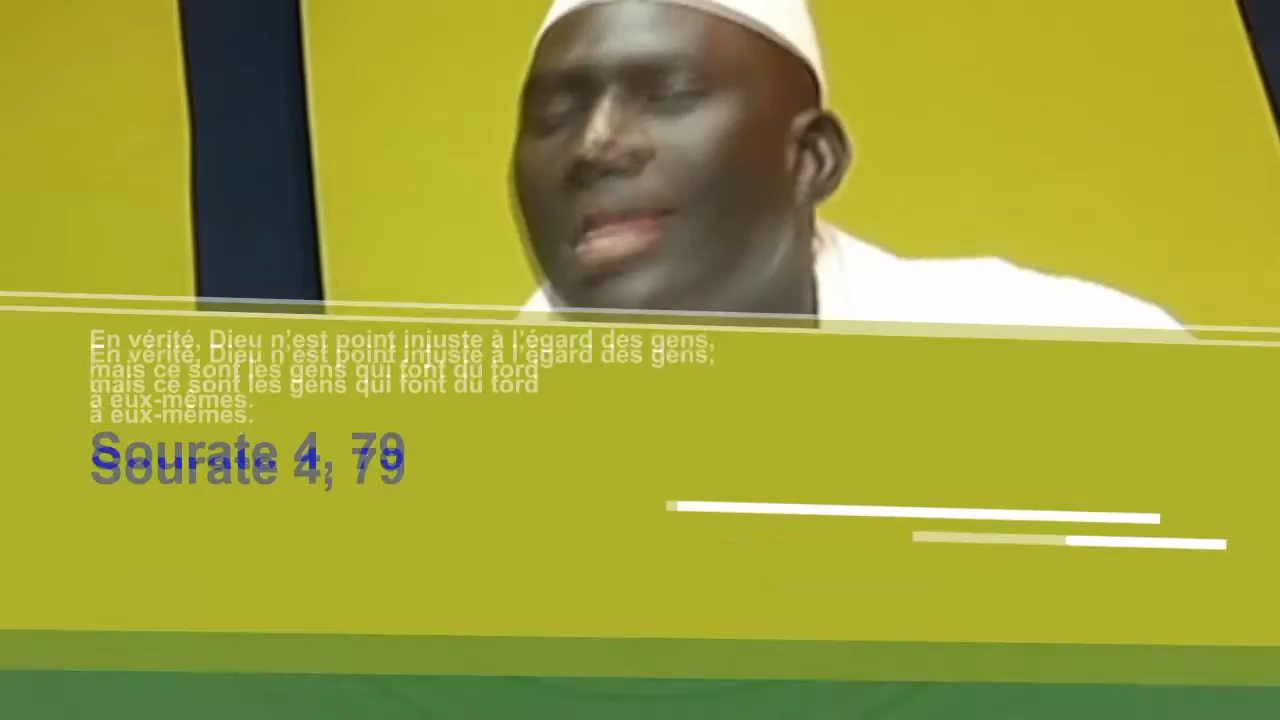 En vérité, Dieu n'est point injuste à l'égard des gens,
mais ce sont les gens qui font du tord
à eux-mêmes.
Sourate 4, 79